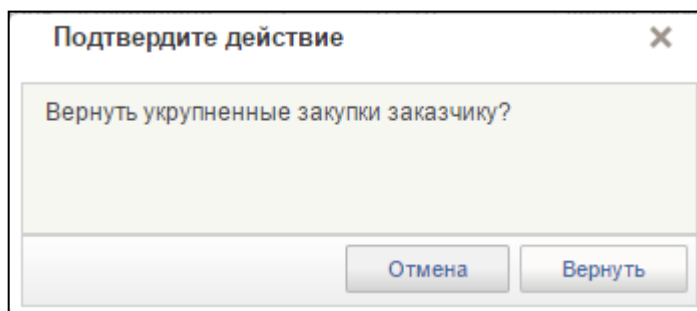 Подтвердите действие
Вернуть укрупненные закупки заказчику?
Отмена
Вернуть